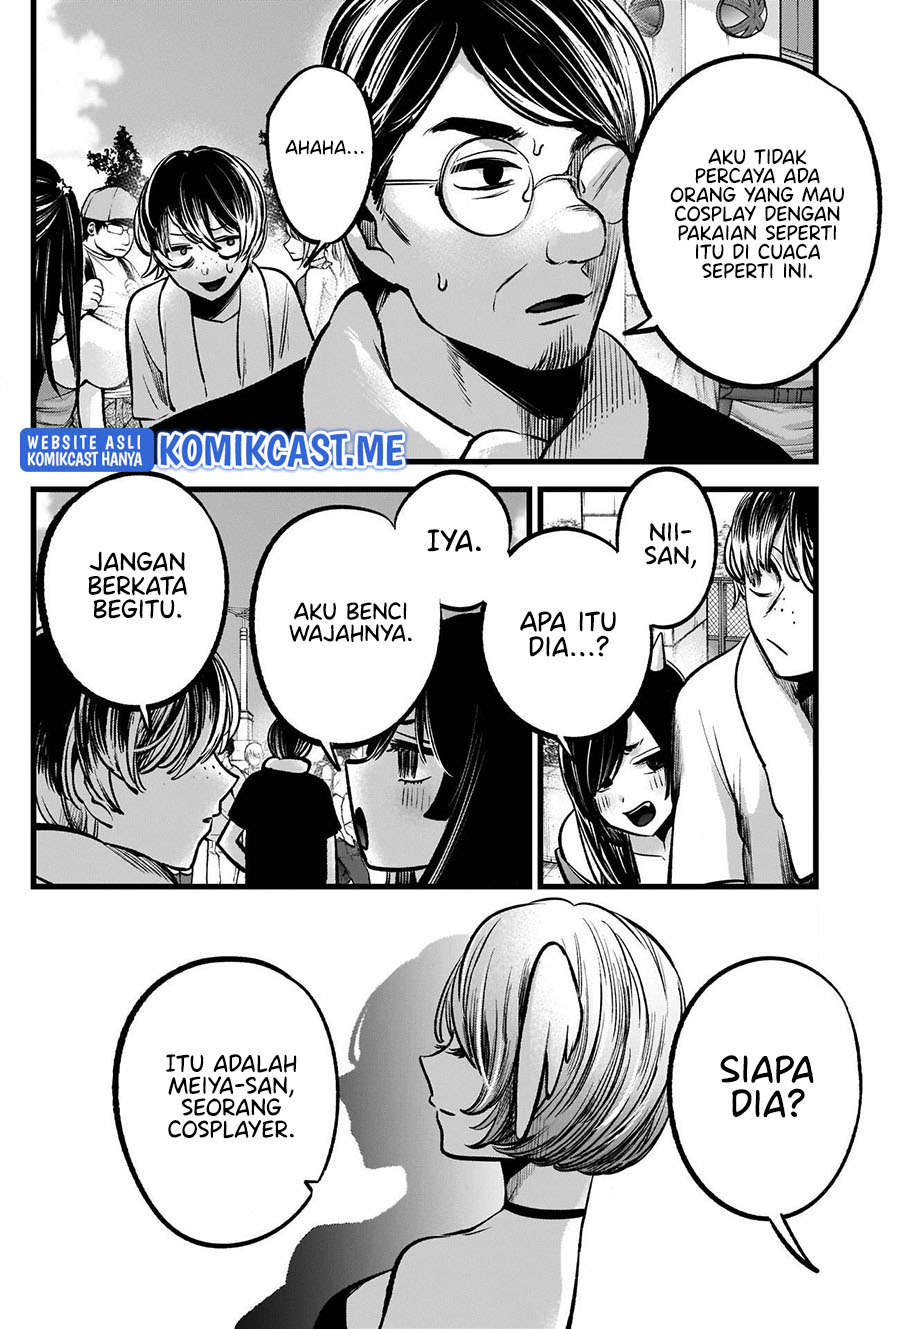 AKU TIDAK
PERCAYA ADA
ORANG YANG MAU
COSPLAY DENGAN
PAKAIAN SEPERTI
ITU DI CUACA
SEPERTI INI.
AHAHA...
WEBSITE ASLI
KOMIKCAST HANYA
KOMIKCAST.ME
NII-
SAN,
APA ITU
DIA...?
IYA.
AKU BENCI
WAJAHNYA.
JANGAN
BERKATA
BEGITU.
SIAPA
DIA?
ITU ADALAH
MEIYA-SAN,
SEORANG
COSPLAYER.